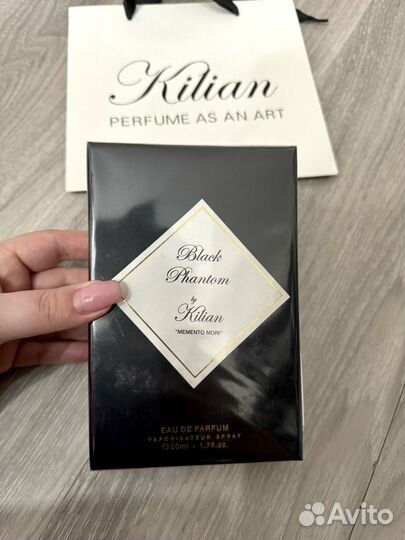 Kilian
PERFUME AS AN ART
Black
Phantom
by
Kilian
"MEMENTO MORI"
EAU DE PARFUM
VAPORISATEUR SPRAY
℮50ml - 1.7fl.oz.
Avito